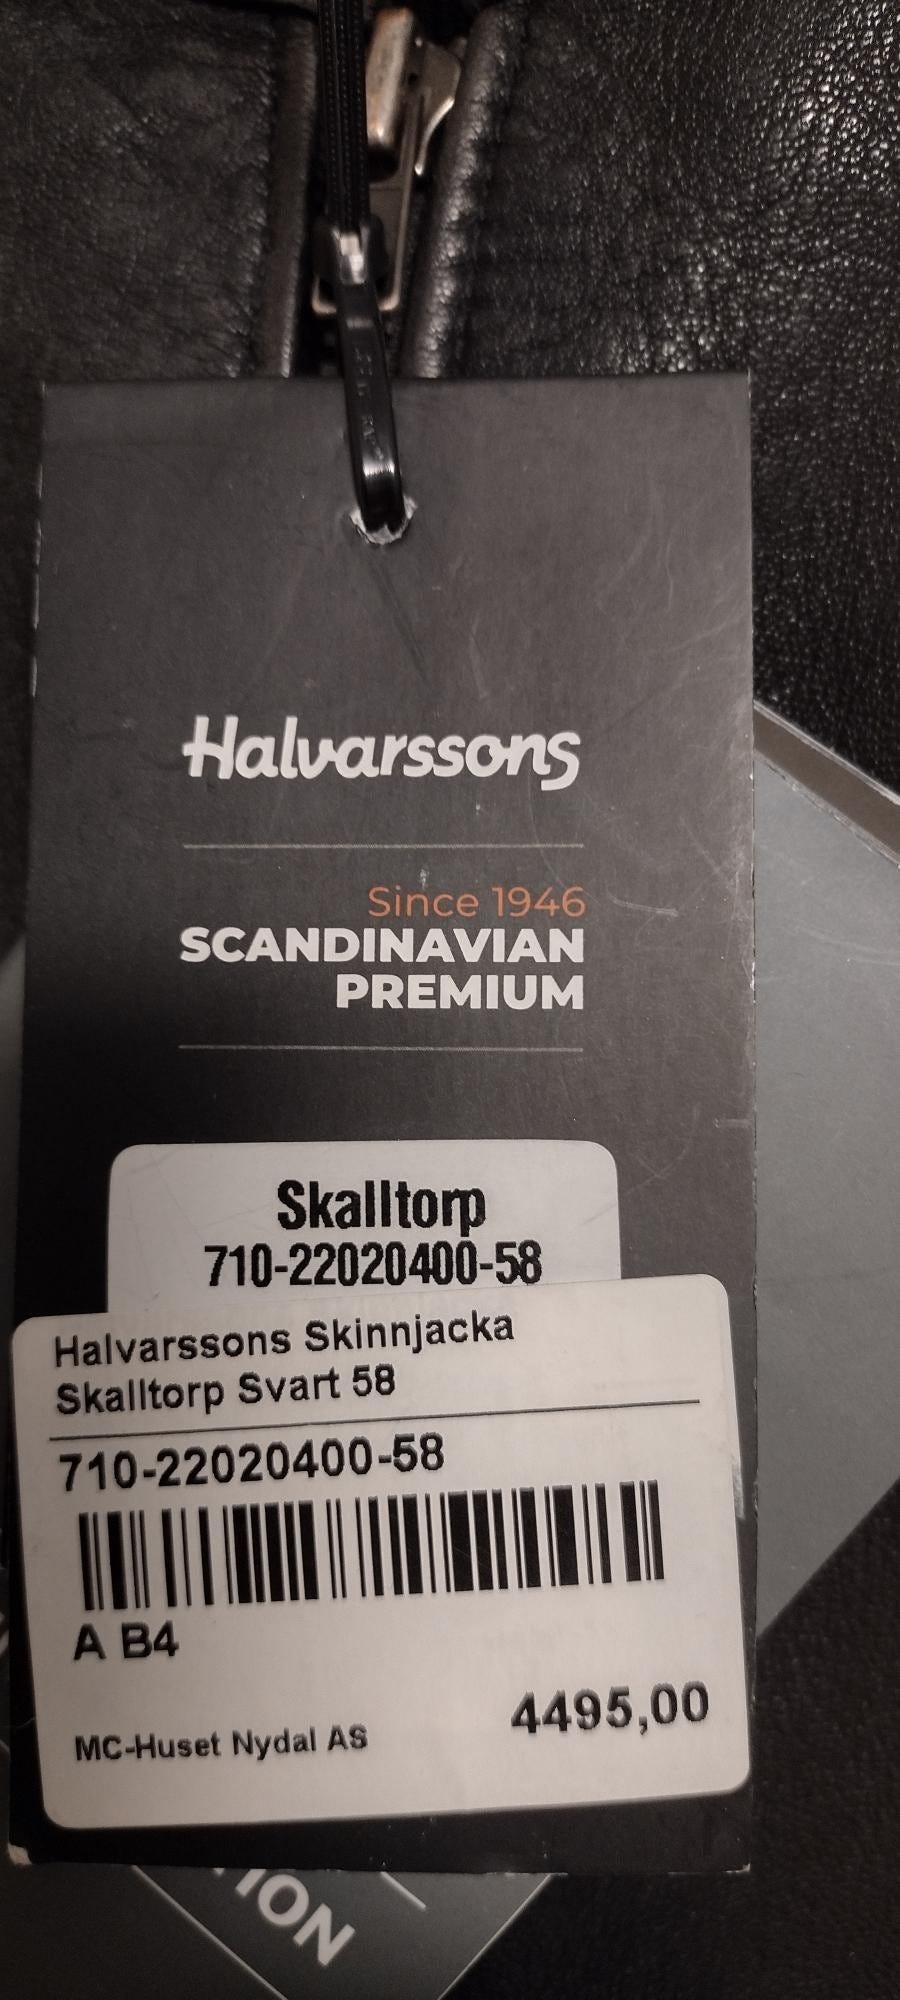 Halvarssons
Since 1946
SCANDINAVIAN
PREMIUM
Skalltorp
710-22020400-58
Halvarssons Skinnjacka
Skalltorp Svart 58
710-22020400-58
A B4
4495,00
MC-Huset Nydal AS